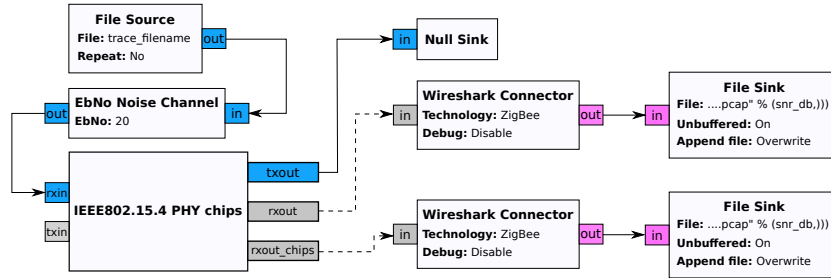 File Source
File: trace_filename
Repeat: No
out
in
Null Sink
out
EbNo Noise Channel
EbNo: 20
in
in
Wireshark Connector
Technology: ZigBee
Debug: Disable
out
in
File Sink
File: ....pcap" % (snr_db,)))
Unbuffered: On
Append file: Overwrite
rxin
txin
IEEE802.15.4 PHY chips
txout
rxout
rxout_chips
in
Wireshark Connector
Technology: ZigBee
Debug: Disable
out
in
File Sink
File: ....pcap" % (snr_db,)))
Unbuffered: On
Append file: Overwrite